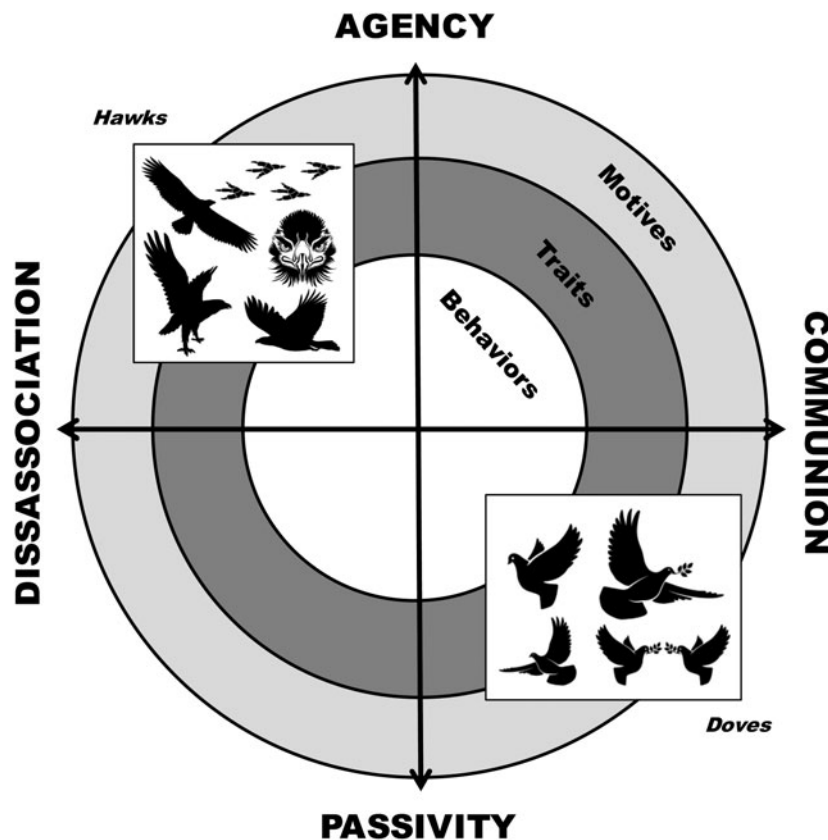 AGENCY
Hawks
Motives
Traits
Behaviors
DISSASSOCIATION
COMMUNION
Doves
PASSIVITY